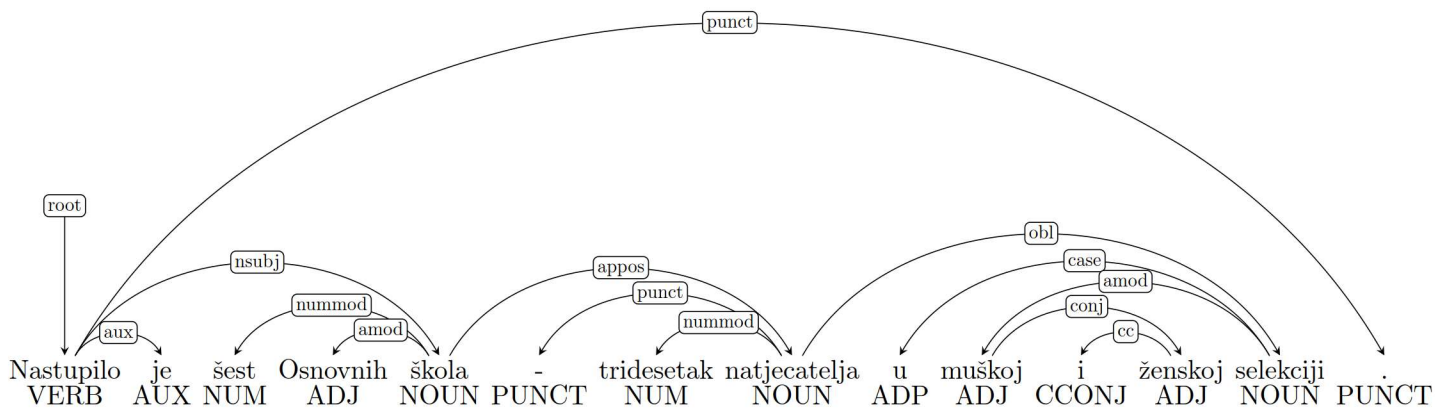 punct
root
obl
nsubj
case
appos
amod
punct
nummod
conj
nummod
amod
aux
cc
Nastupilo je šest Osnovnih škola - tridesetak natjecatelja u muškoj i ženskoj selekciji .
VERB AUX NUM ADJ NOUN PUNCT NUM NOUN ADP ADJ CCONJ ADJ NOUN PUNCT